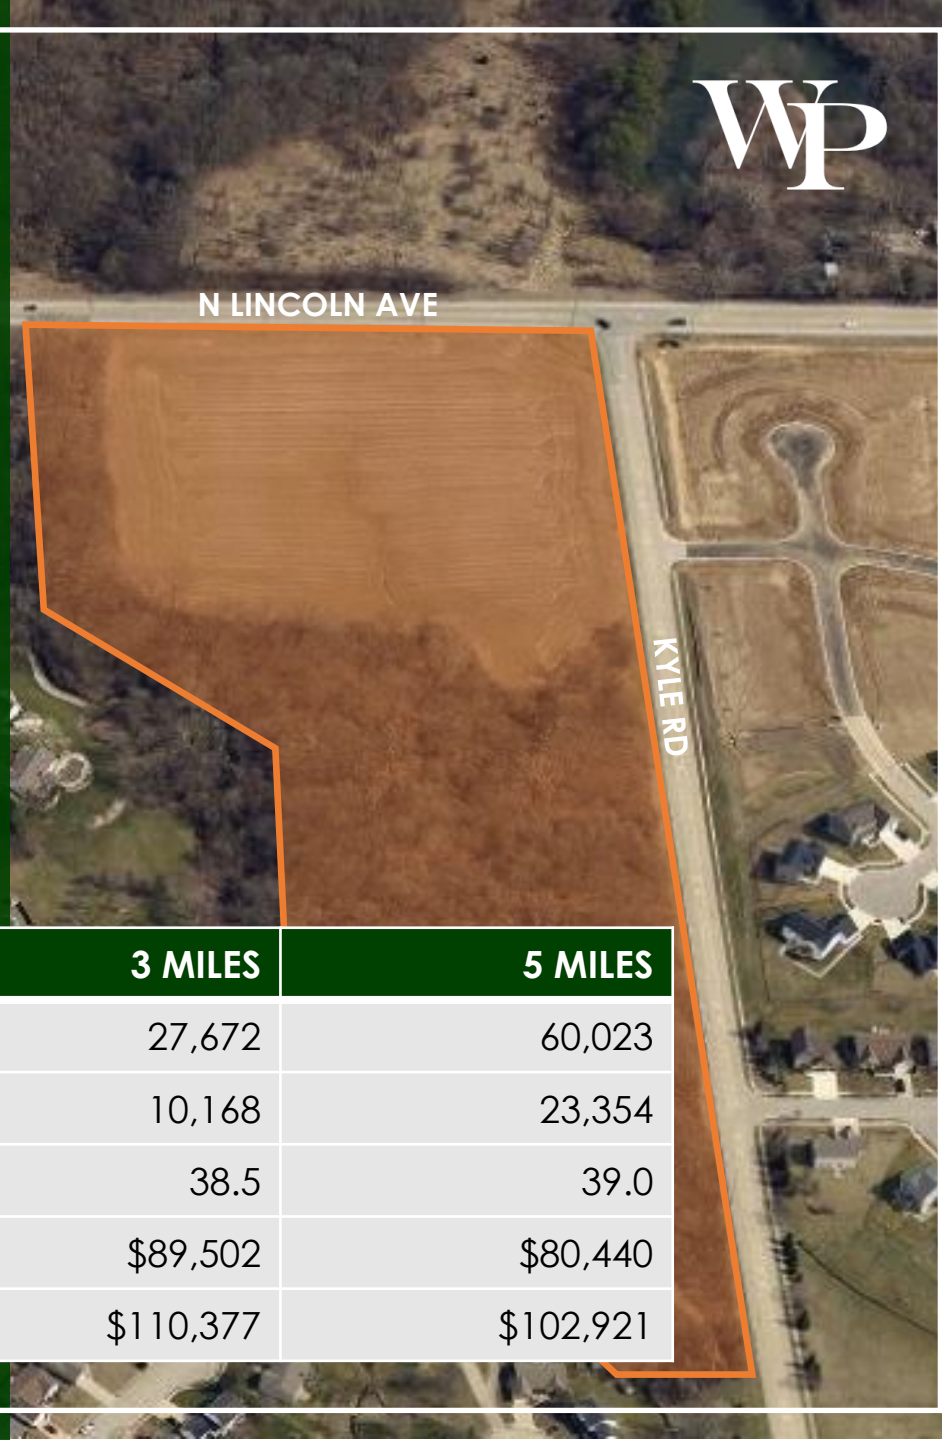 WP
N LINCOLN AVE
KYLE RD
3 MILES 5 MILES
27,672 60,023
10,168 23,354
38.5 39.0
$89,502 $80,440
$110,377 $102,921